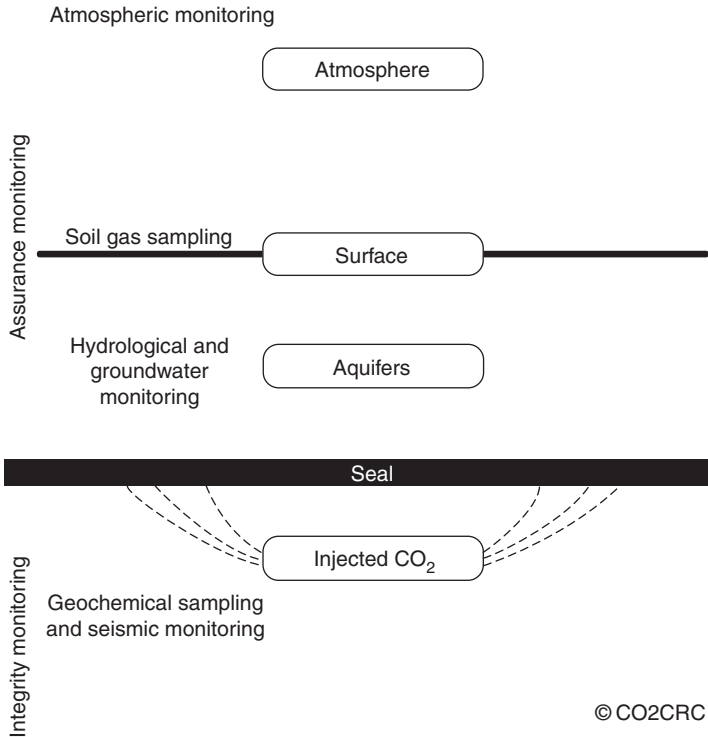 Atmospheric monitoring
Atmosphere
Assurance monitoring
Soil gas sampling
Surface
Hydrological and
groundwater
monitoring
Aquifers
Seal
Injected CO₂
Geochemical sampling
and seismic monitoring
Integrity monitoring
© CO2CRC